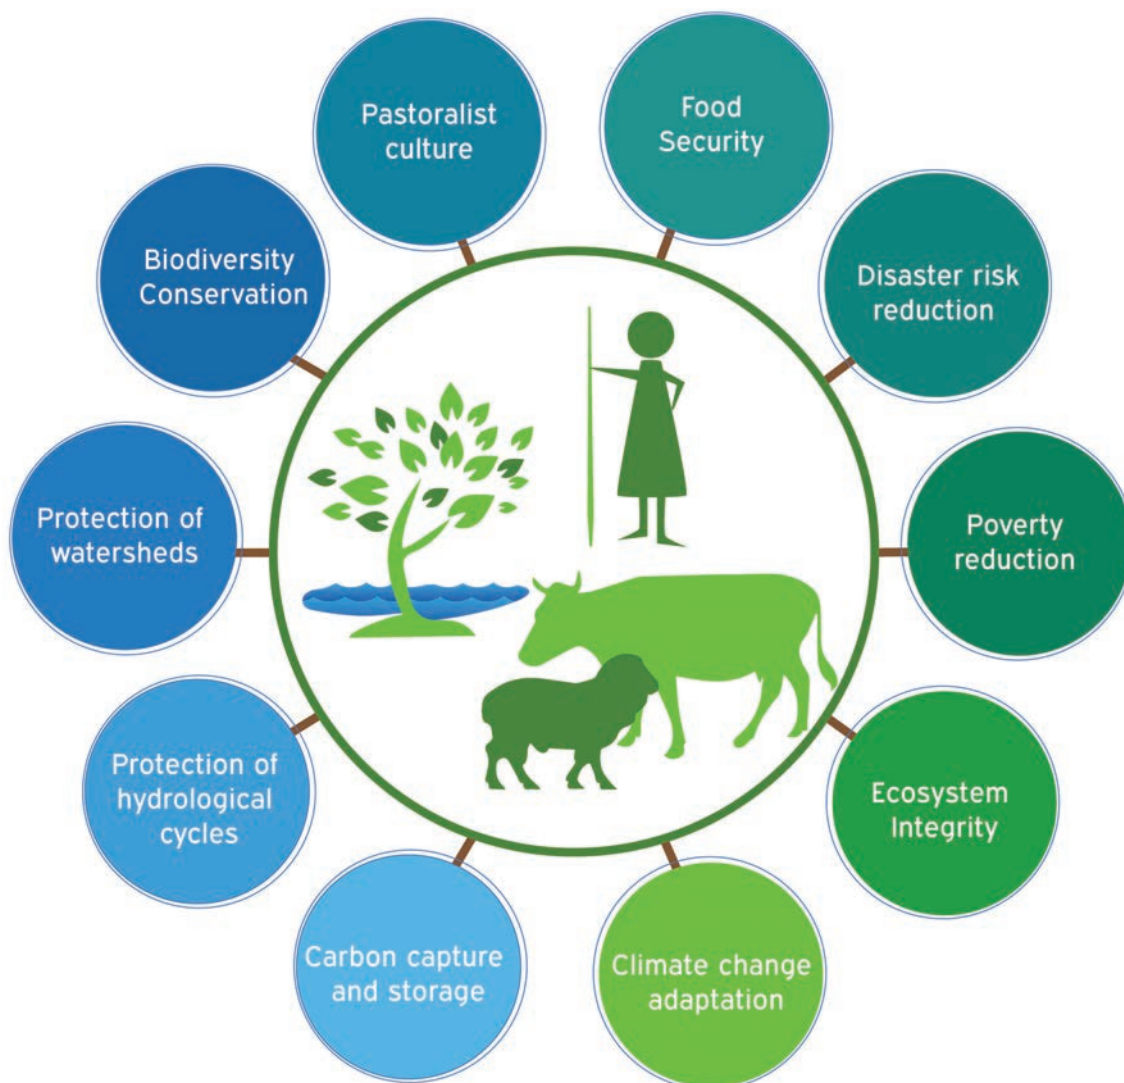 Pastoralist
culture
Food
Security
Disaster risk
reduction
Poverty
reduction
Ecosystem
Integrity
Climate change
adaptation
Carbon capture
and storage
Protection of
hydrological
cycles
Protection of
watersheds
Biodiversity
Conservation